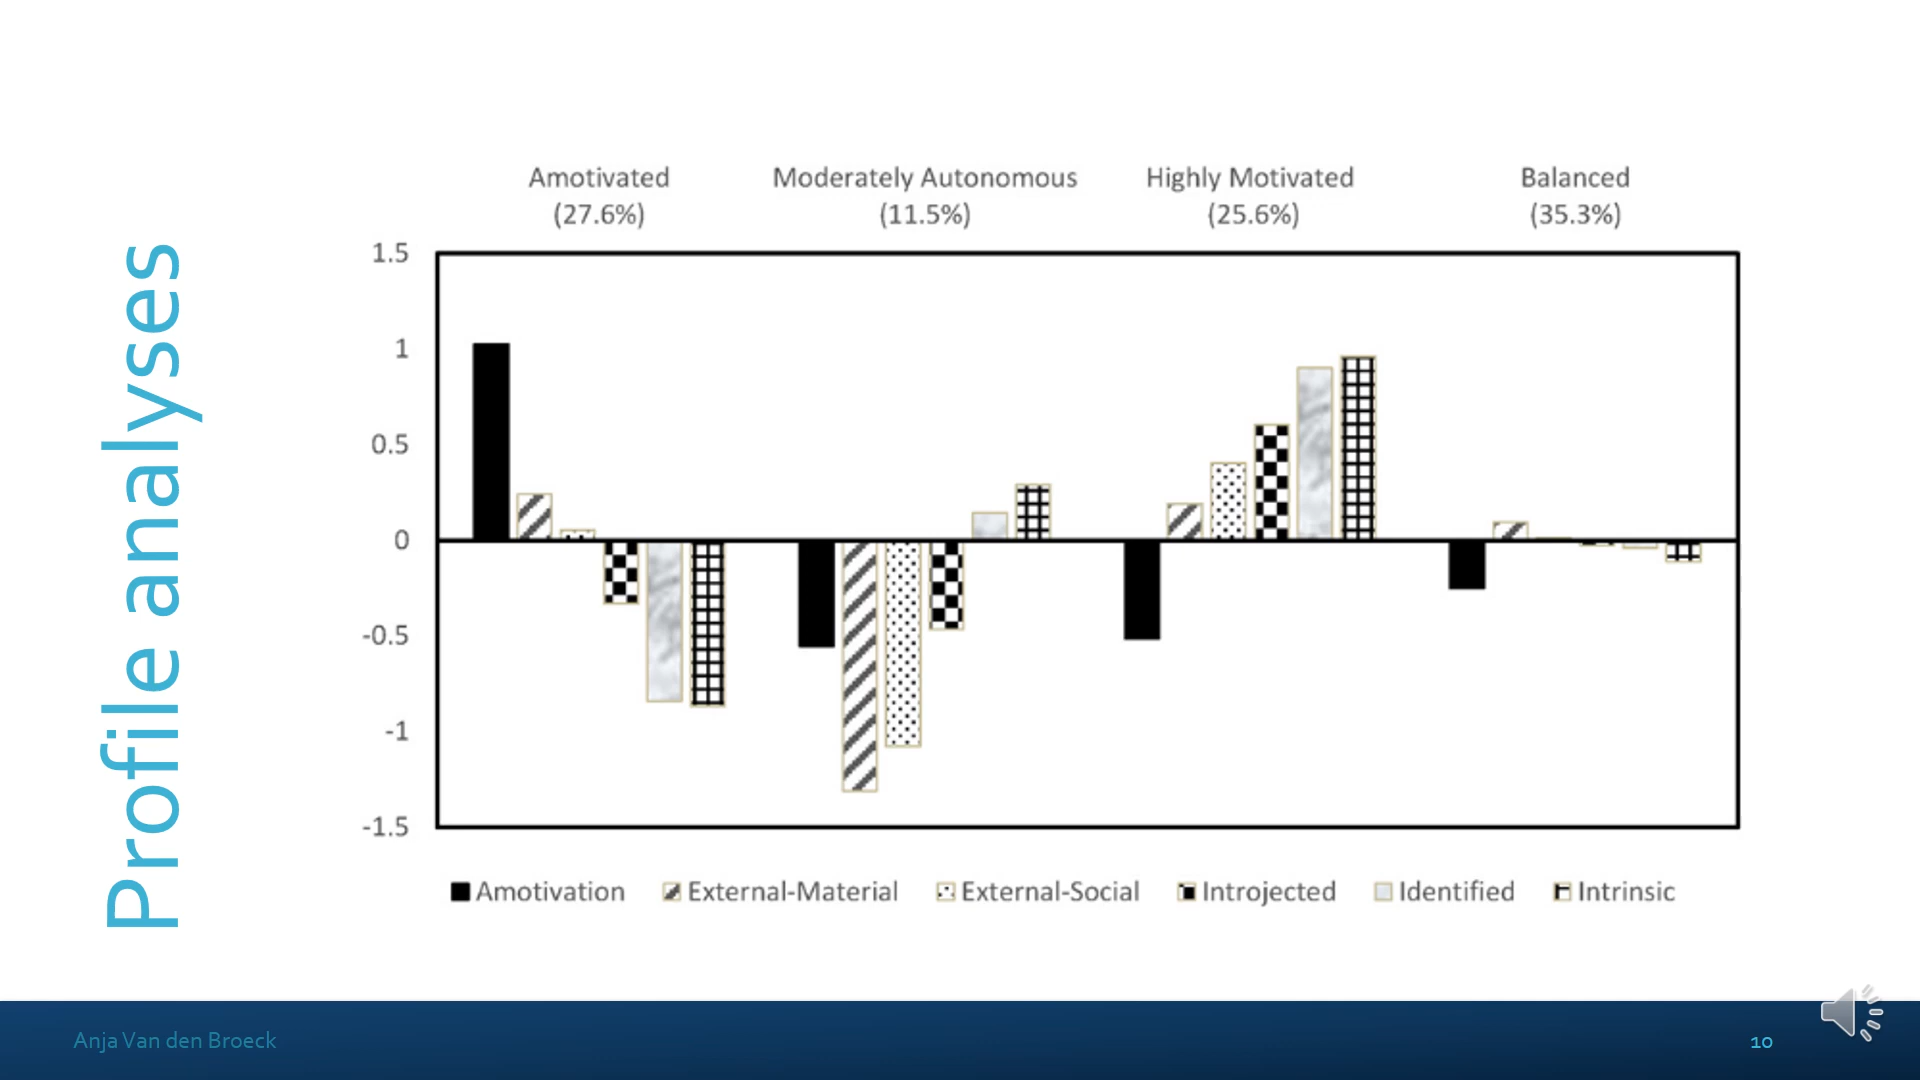 Profile analyses
Amotivated
(27.6%)
Moderately Autonomous
(11.5%)
Highly Motivated
(25.6%)
Balanced
(35.3%)
1.5
1
0.5
0
-0.5
-1
-1.5
Amotivation External-Material External-Social Introjected Identified Intrinsic
Anja Van den Broeck
10